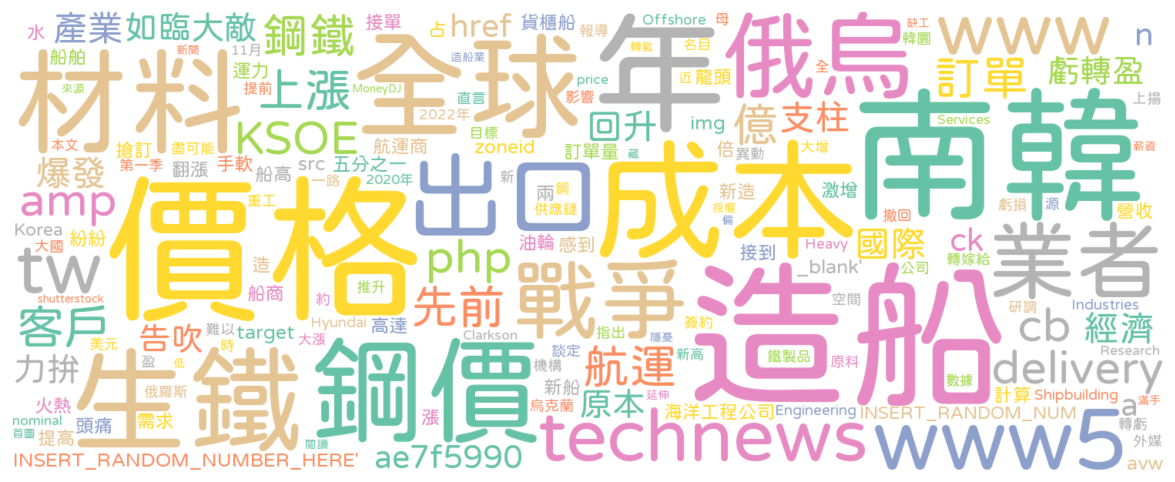 水 產業 如臨大敵 鋼鐵 接單 占 href 貨櫃船 報導 Offshore 母 缺工 www n
船舶 新聞 11月 全球 年 轉載 名目 韓圜 俄烏 訂單 虧轉盈
來源 運力 提前 MoneyDJ 造船業 price 近 龍頭 全 上揚
材料 上漲 直言 影響 2022年 img 億 支柱 Services 南韓
本文 搶訂 盡可能 KSOE 航運商 目標 zoneid 回升 倍 異動 大增 薪資
爆發 第一季 翻漲 手軟 船高 src 五分之一 一路 2020年 訂單量 藏
amp 重工 價格 出口 新 兩 鋼 供應鏈 成本 新造 激增 撤回 虧損 源 營收
Korea 大國 紛紛 授權 偏 國際 ck 轉嫁給 業者
tw 造 推升 php 油輪 感到 接到 Heavy _blank' 公司
shutterstock 船商 約 先前 戰爭 造船 空間 研調 Industries
客戶 告吹 難以 時 target Hyundai 高達 Clarkson 指出 隱憂 簽約 cb 經濟
美元 大漲 談定 新高 鐵製品 Research
力拚 生鐵 盈 低 鋼價 機構 航運 原料 數據 delivery
俄羅斯 新船 烏克蘭 延伸 計算 Shipbuilding 滿手
火熱 頭痛 漲 原本 海洋工程公司 Engineering INSERT_RANDOM_NUM a
nominal 需求 轉虧
首圖 提高 閱讀 technews www5 外媒
INSERT_RANDOM_NUMBER_HERE' ae7f5990 avw